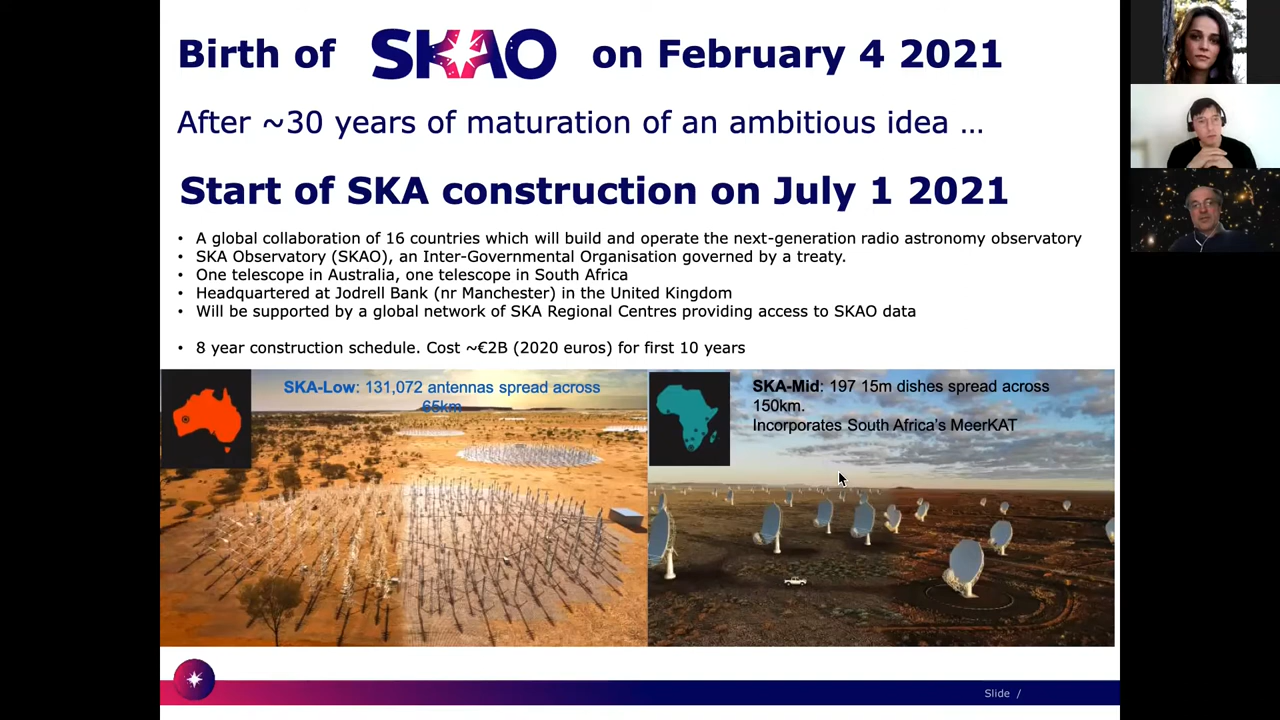 Birth of SKAO on February 4 2021
After ~30 years of maturation of an ambitious idea …
Start of SKA construction on July 1 2021
• A global collaboration of 16 countries which will build and operate the next-generation radio astronomy observatory
• SKA Observatory (SKAO), an Inter-Governmental Organisation governed by a treaty.
• One telescope in Australia, one telescope in South Africa
• Headquartered at Jodrell Bank (nr Manchester) in the United Kingdom
• Will be supported by a global network of SKA Regional Centres providing access to SKAO data
• 8 year construction schedule. Cost ~€2B (2020 euros) for first 10 years
SKA-Low: 131,072 antennas spread across
65km
SKA-Mid: 197 15m dishes spread across
150km.
Incorporates South Africa's MeerKAT
Slide /